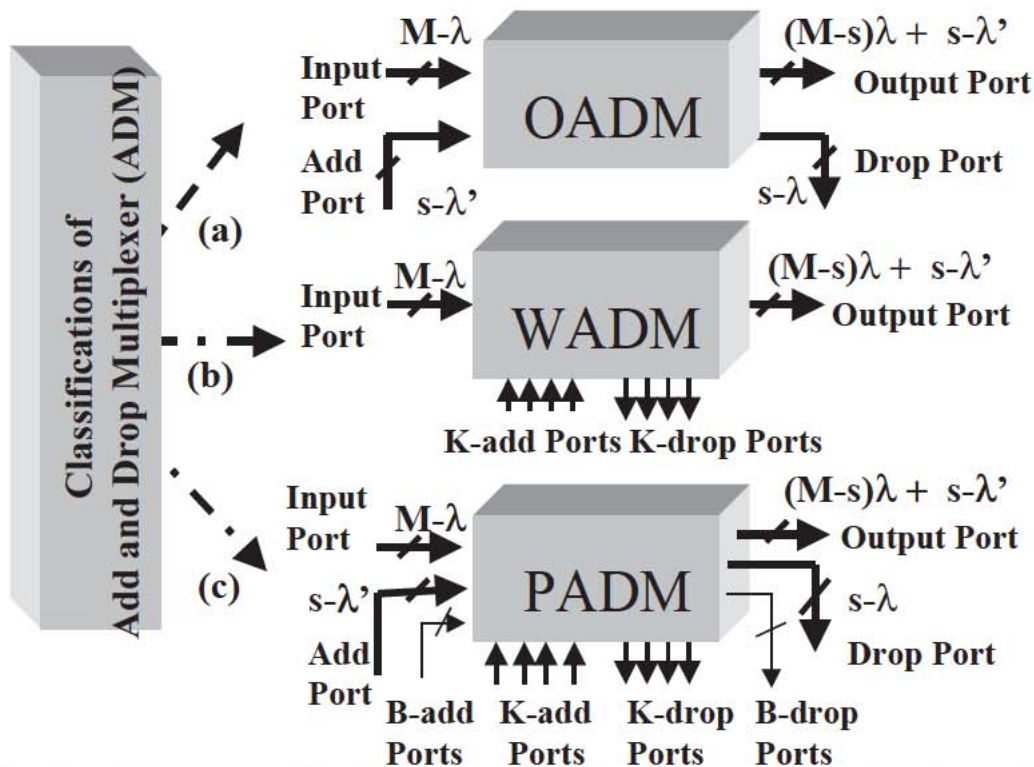 Classifications of
Add and Drop Multiplexer (ADM)
(a)
(b)
(c)
M-λ
(M-s)λ + s-λ’
Input
Port
OADM
Output Port
Add
Port
s-λ’
Drop Port
s-λ
M-λ
(M-s)λ + s-λ’
Input
Port
WADM
Output Port
K-add Ports K-drop Ports
Input
Port
M-λ
(M-s)λ + s-λ’
Output Port
s-λ’
PADM
s-λ
Add
Port
Drop Port
B-add
Ports
K-add
Ports
K-drop
Ports
B-drop
Ports